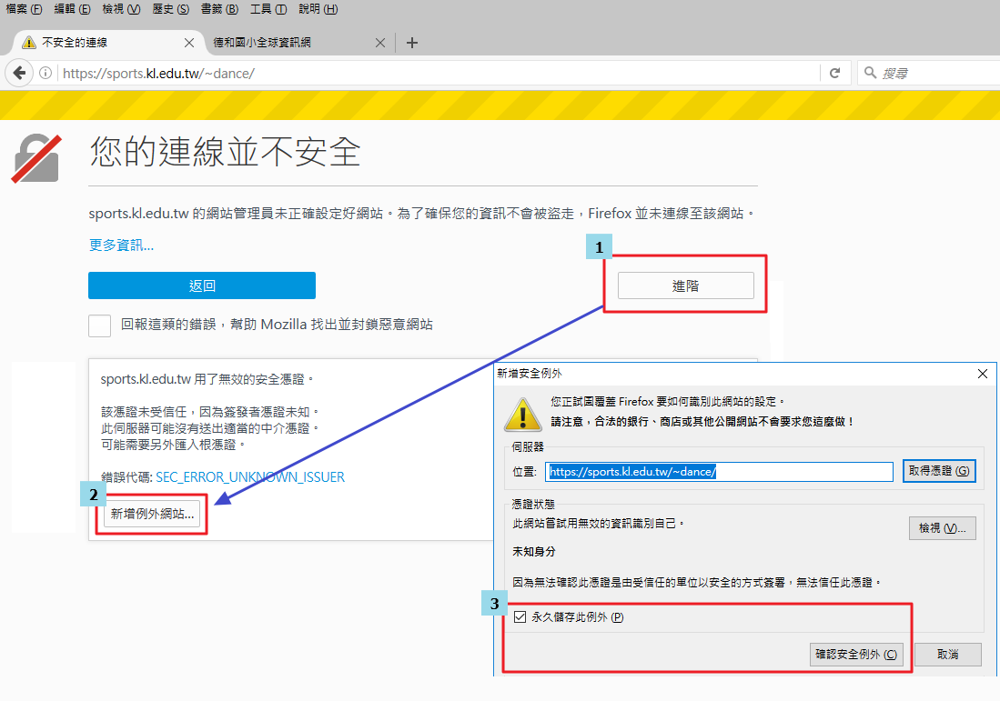 檔案 (F) 編輯 (E) 檢視 (V) 歷史 (S) 書籤 (B) 工具 (T) 說明 (H)
不安全的連線
德和國小全球資訊網
https://sports.kl.edu.tw/~dance/
搜尋
您的連線並不安全
sports.kl.edu.tw 的網站管理員未正確設定好網站。為了確保您的資訊不會被盜走，Firefox 並未連線至該網站。
更多資訊...
1
返回
進階
回報這類的錯誤，幫助 Mozilla 找出並封鎖惡意網站
sports.kl.edu.tw 用了無效的安全憑證。
該憑證未受信任，因為簽發者憑證未知。
此伺服器可能沒有送出適當的中介憑證。
可能需要另外匯入根憑證。
錯誤代碼: SEC_ERROR_UNKNOWN_ISSUER
2
新增例外網站...
新增安全例外
您正試圖覆蓋 Firefox 要如何識別此網站的設定。
請注意，合法的銀行、商店或其他公開網站不會要求您這麼做！
伺服器
位置:
https://sports.kl.edu.tw/~dance/
取得憑證 (G)
憑證狀態
此網站嘗試用無效的資訊識別自己。
檢視 (V)...
未知身分
因為無法確認此憑證是由受信任的單位以安全的方式簽署，無法信任此憑證。
3
永久儲存此例外 (P)
確認安全例外 (C)
取消